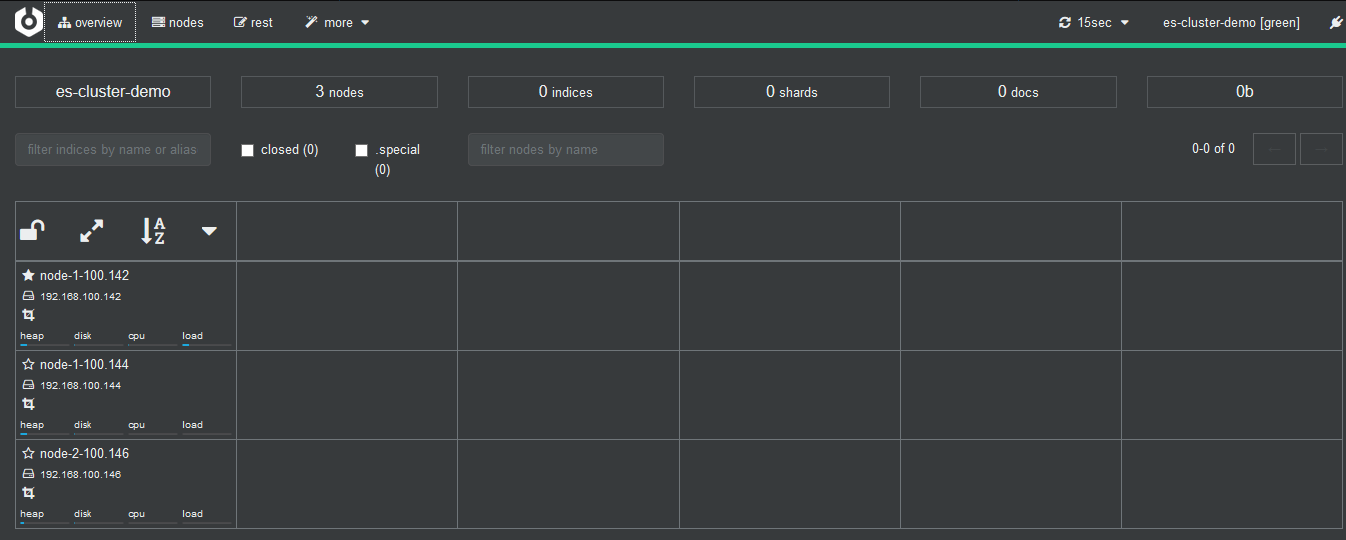 overview nodes rest more 15sec es-cluster-demo [green]
es-cluster-demo 3 nodes 0 indices 0 shards 0 docs 0b
filter indices by name or alias closed (0) .special (0) filter nodes by name 0-0 of 0 ← →
A
Z
node-1-100.142
192.168.100.142
heap disk cpu load
node-1-100.144
192.168.100.144
heap disk cpu load
node-2-100.146
192.168.100.146
heap disk cpu load